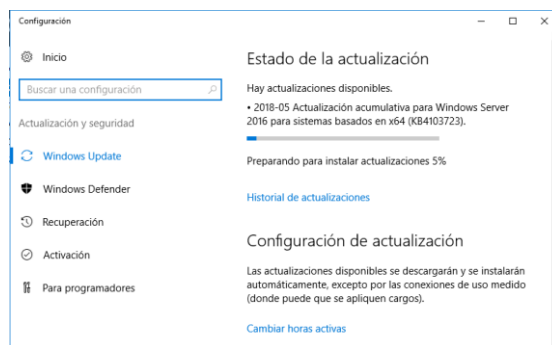 Configuración
Inicio
Buscar una configuración
Actualización y seguridad
Windows Update
Windows Defender
Recuperación
Activación
Para programadores
Estado de la actualización
Hay actualizaciones disponibles.
• 2018-05 Actualización acumulativa para Windows Server
2016 para sistemas basados en x64 (KB4103723).
Preparando para instalar actualizaciones 5%
Historial de actualizaciones
Configuración de actualización
Las actualizaciones disponibles se descargarán y se instalarán
automáticamente, excepto por las conexiones de uso medido
(donde puede que se apliquen cargos).
Cambiar horas activas